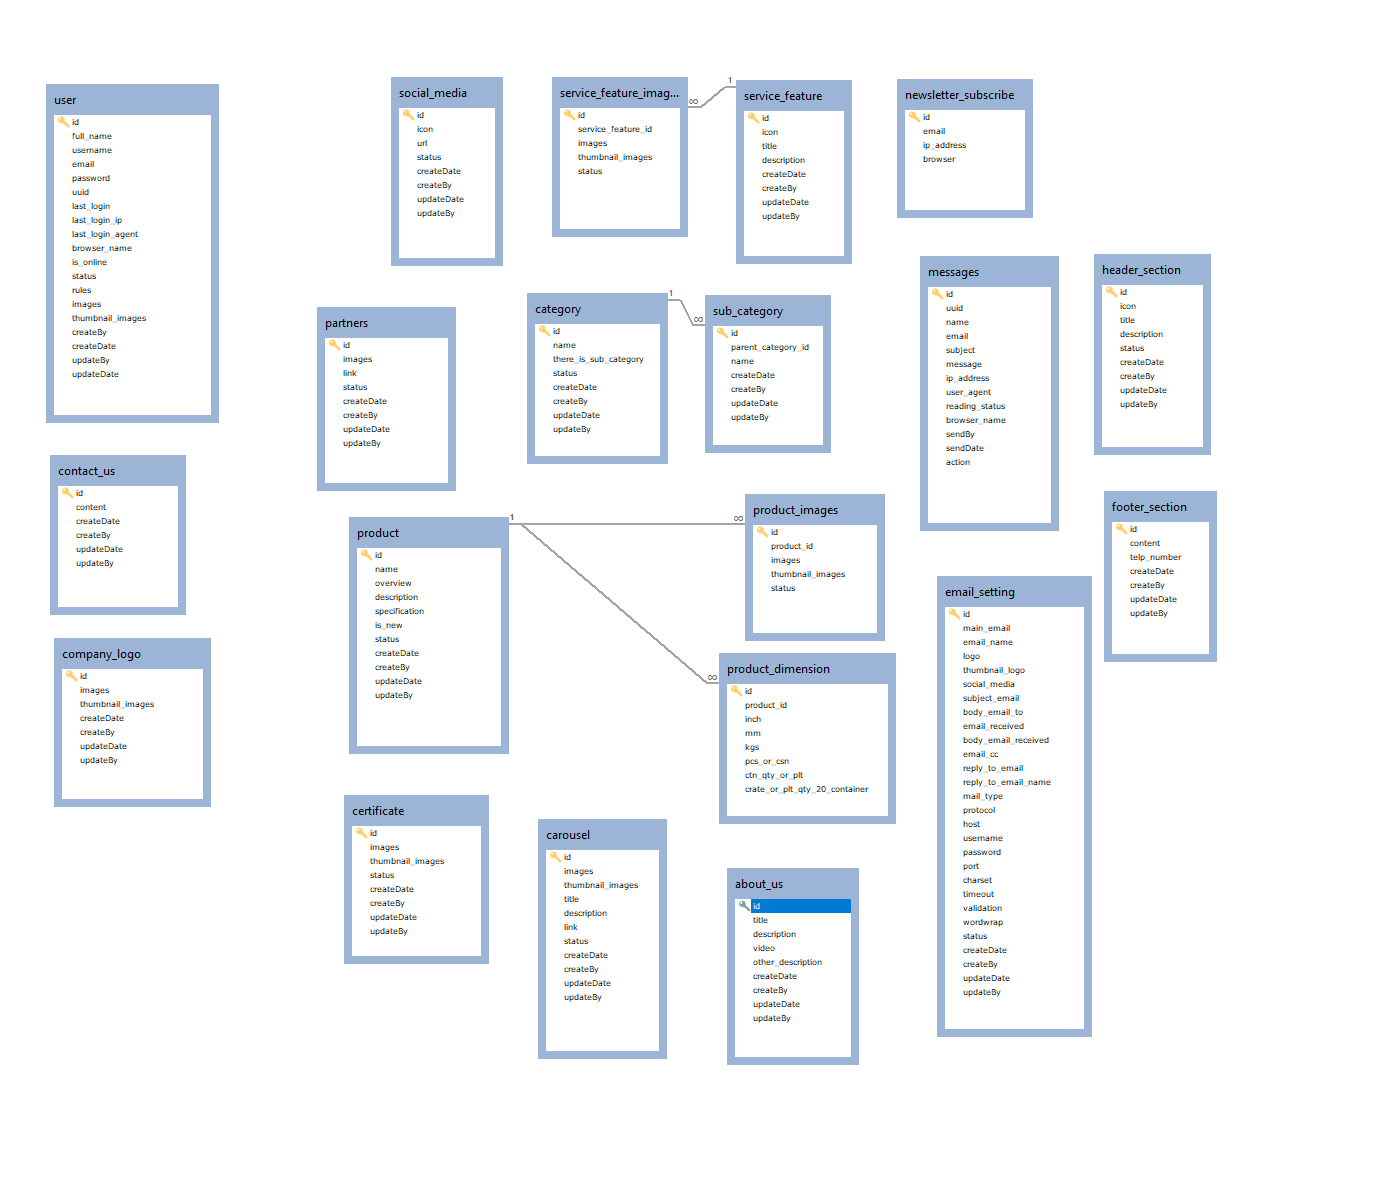 user
id
full_name
username
email
password
uuid
last_login
last_login_ip
last_login_agent
browser_name
is_online
status
rules
images
thumbnail_images
createBy
createDate
updateBy
updateDate
social_media
id
icon
url
status
createDate
createBy
updateDate
updateBy
service_feature_imag...
id
service_feature_id
images
thumbnail_images
status
∞
1
service_feature
id
icon
title
description
createDate
createBy
updateDate
updateBy
newsletter_subscribe
id
email
ip_address
browser
messages
id
uuid
name
email
subject
message
ip_address
user_agent
reading_status
browser_name
sendBy
sendDate
action
header_section
id
icon
title
description
status
createDate
createBy
updateDate
updateBy
partners
id
images
link
status
createDate
createBy
updateDate
updateBy
category
id
name
there_is_sub_category
status
createDate
createBy
updateDate
updateBy
1
∞
sub_category
id
parent_category_id
name
createDate
createBy
updateDate
updateBy
contact_us
id
content
createDate
createBy
updateDate
updateBy
product
id
name
overview
description
specification
is_new
status
createDate
createBy
updateDate
updateBy
1
∞
product_images
id
product_id
images
thumbnail_images
status
footer_section
id
content
telp_number
createDate
createBy
updateDate
updateBy
company_logo
id
images
thumbnail_images
createDate
createBy
updateDate
updateBy
∞
product_dimension
id
product_id
inch
mm
kgs
pcs_or_csn
ctn_qty_or_plt
crate_or_plt_qty_20_container
email_setting
id
main_email
email_name
logo
thumbnail_logo
social_media
subject_email
body_email_to
email_received
body_email_received
email_cc
reply_to_email
reply_to_email_name
mail_type
protocol
host
username
password
port
charset
timeout
validation
wordwrap
status
createDate
createBy
updateDate
updateBy
certificate
id
images
thumbnail_images
status
createDate
createBy
updateDate
updateBy
carousel
id
images
thumbnail_images
title
description
link
status
createDate
createBy
updateDate
updateBy
about_us
id
title
description
video
other_description
createDate
createBy
updateDate
updateBy